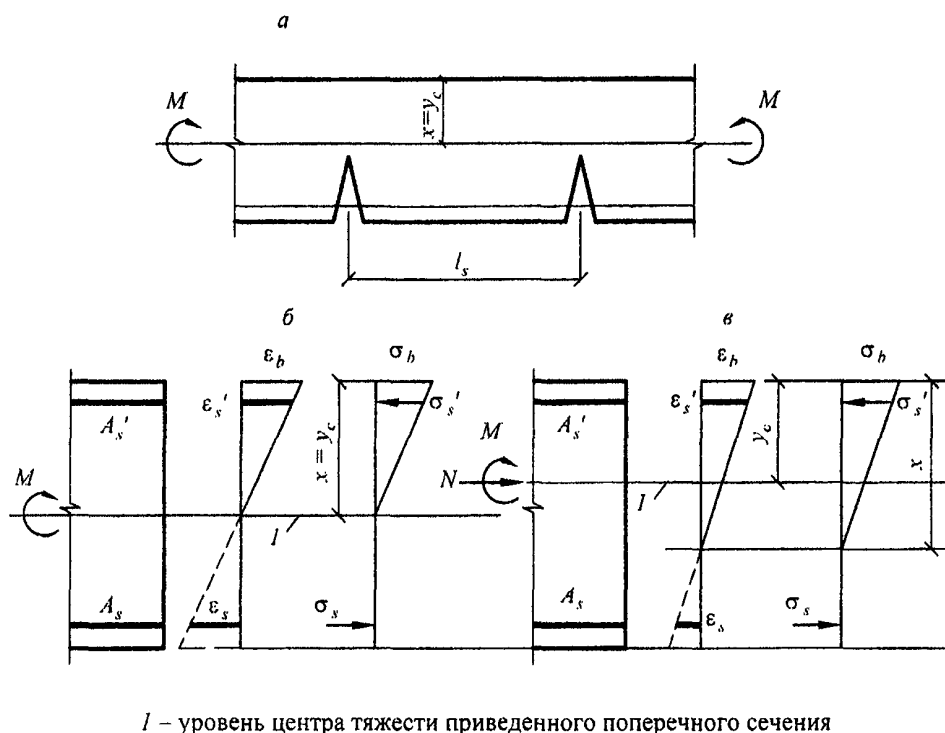 а
M
x=y_c
M
l_s
б
в
ε_b
σ_b
ε_b
σ_b
A_s'
ε_s'
σ_s'
A_s'
ε_s'
σ_s'
M
x = y_c
1
M
N
y_c
x
1
A_s
ε_s
σ_s
A_s
ε_s
σ_s
1 – уровень центра тяжести приведенного поперечного сечения